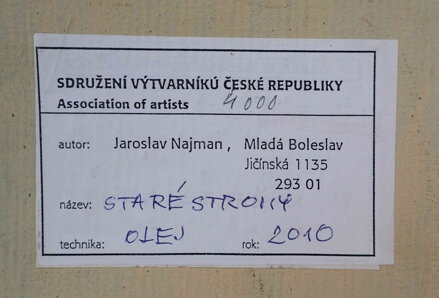 SDRUŽENÍ VÝTVARNÍKŮ ČESKÉ REPUBLIKY
Association of artists 4000
autor: Jaroslav Najman, Mladá Boleslav
Jičínská 1135
293 01
název: STARÉ STROMY
technika: OLEJ rok: 2010